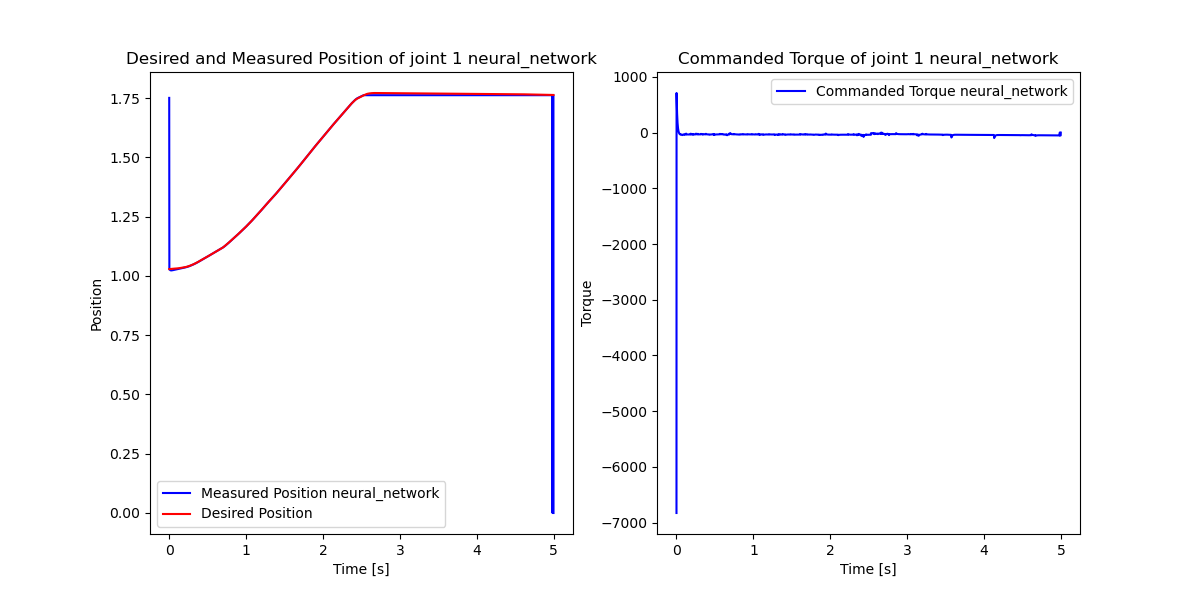 Desired and Measured Position of joint 1 neural_network
1.75
1.50
1.25
1.00
0.75
0.50
0.25
0.00
Position
Measured Position neural_network
Desired Position
0 1 2 3 4 5
Time [s]
Commanded Torque of joint 1 neural_network
1000
0
−1000
−2000
−3000
−4000
−5000
−6000
−7000
Torque
Commanded Torque neural_network
0 1 2 3 4 5
Time [s]